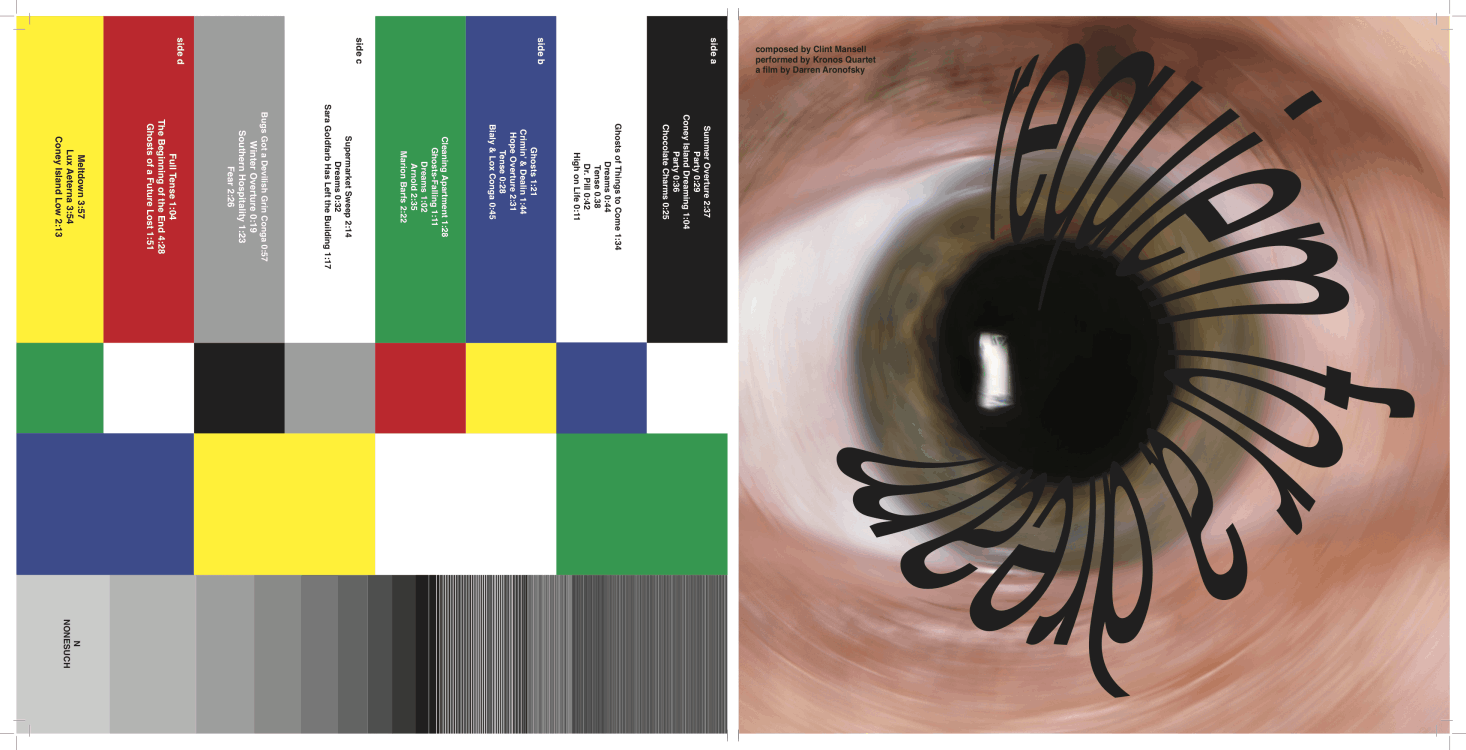 side a
Summer Overture 2:37
Party 0:29
Coney Island Dreaming 1:04
Party 0:36
Chocolate Charms 0:25
Ghosts of Things to Come 1:34
Dreams 0:44
Tense 0.38
Dr. Pill 0:42
High on Life 0:11
side b
Ghosts 1:21
Crimin' & Dealin 1:44
Hope Overture 2:31
Tense 0:28
Bialy & Lox Conga 0:45
Cleaning Apartment 1:28
Ghosts-Falling 1:11
Dreams 1:02
Arnold 2:35
Marion Barfs 2:22
side c
Supermarket Sweep 2:14
Dreams 0:32
Sara Goldfarb Has Left the Building 1:17
Bugs Got a Devilish Grin Conga 0:57
Winter Overture 0:19
Southern Hospitality 1:23
Fear 2:26
side d
Full Tense 1:04
The Beginning of the End 4:28
Ghosts of a Future Lost 1:51
Meltdown 3:57
Lux Aeterna 3:54
Coney Island Low 2:13
N
NONESUCH
composed by Clint Mansell
performed by Kronos Quartet
a film by Darren Aronofsky
requiem for a dream